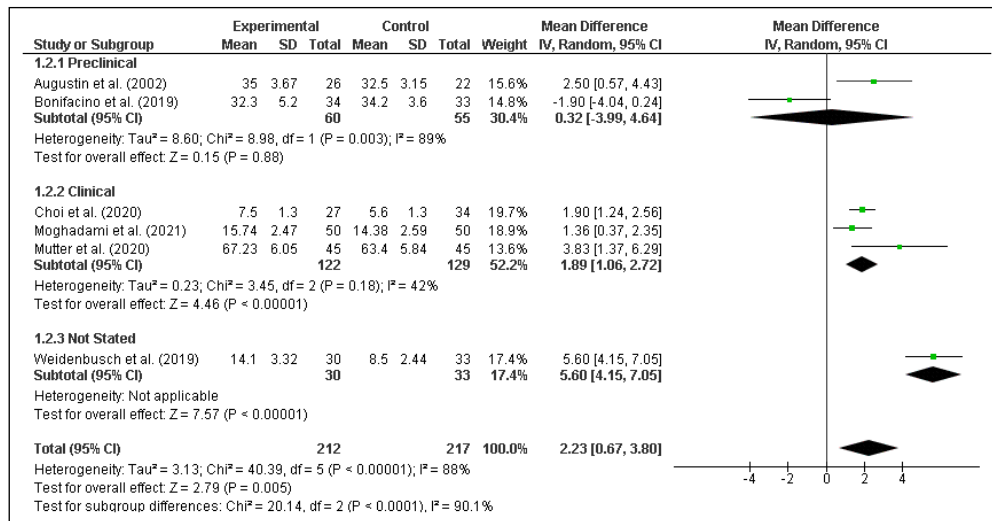 Experimental Control Mean Difference Mean Difference
Study or Subgroup Mean SD Total Mean SD Total Weight IV, Random, 95% CI IV, Random, 95% CI
1.2.1 Preclinical
Augustin et al. (2002) 35 3.67 26 32.5 3.15 22 15.6% 2.50 [0.57, 4.43]
Bonifacino et al. (2019) 32.3 5.2 34 34.2 3.6 33 14.8% -1.90 [-4.04, 0.24]
Subtotal (95% CI) 60 55 30.4% 0.32 [-3.99, 4.64]
Heterogeneity: Tau² = 8.60; Chi² = 8.98, df = 1 (P = 0.003); I² = 89%
Test for overall effect: Z = 0.15 (P = 0.88)
1.2.2 Clinical
Choi et al. (2020) 7.5 1.3 27 5.6 1.3 34 19.7% 1.90 [1.24, 2.56]
Moghadami et al. (2021) 15.74 2.47 50 14.38 2.59 50 18.9% 1.36 [0.37, 2.35]
Mutter et al. (2020) 67.23 6.05 45 63.4 5.84 45 13.6% 3.83 [1.37, 6.29]
Subtotal (95% CI) 122 129 52.2% 1.89 [1.06, 2.72]
Heterogeneity: Tau² = 0.23; Chi² = 3.45, df = 2 (P = 0.18); I² = 42%
Test for overall effect: Z = 4.46 (P < 0.00001)
1.2.3 Not Stated
Weidenbusch et al. (2019) 14.1 3.32 30 8.5 2.44 33 17.4% 5.60 [4.15, 7.05]
Subtotal (95% CI) 30 33 17.4% 5.60 [4.15, 7.05]
Heterogeneity: Not applicable
Test for overall effect: Z = 7.57 (P < 0.00001)
Total (95% CI) 212 217 100.0% 2.23 [0.67, 3.80]
Heterogeneity: Tau² = 3.13; Chi² = 40.39, df = 5 (P < 0.00001); I² = 88%
Test for overall effect: Z = 2.79 (P = 0.005)
Test for subgroup differences: Chi² = 20.14, df = 2 (P < 0.0001), I² = 90.1%
-4 -2 0 2 4